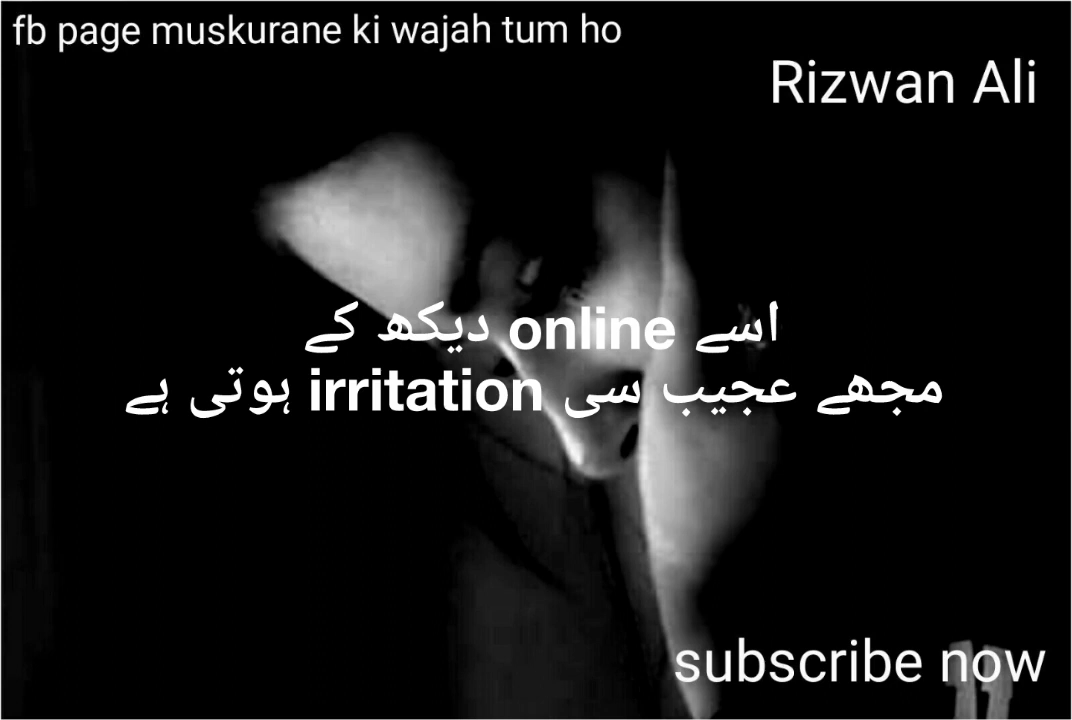 fb page muskurane ki wajah tum ho
Rizwan Ali
اسے online دیکھ کے
مجھے عجیب سی irritation ہوتی ہے
subscribe now